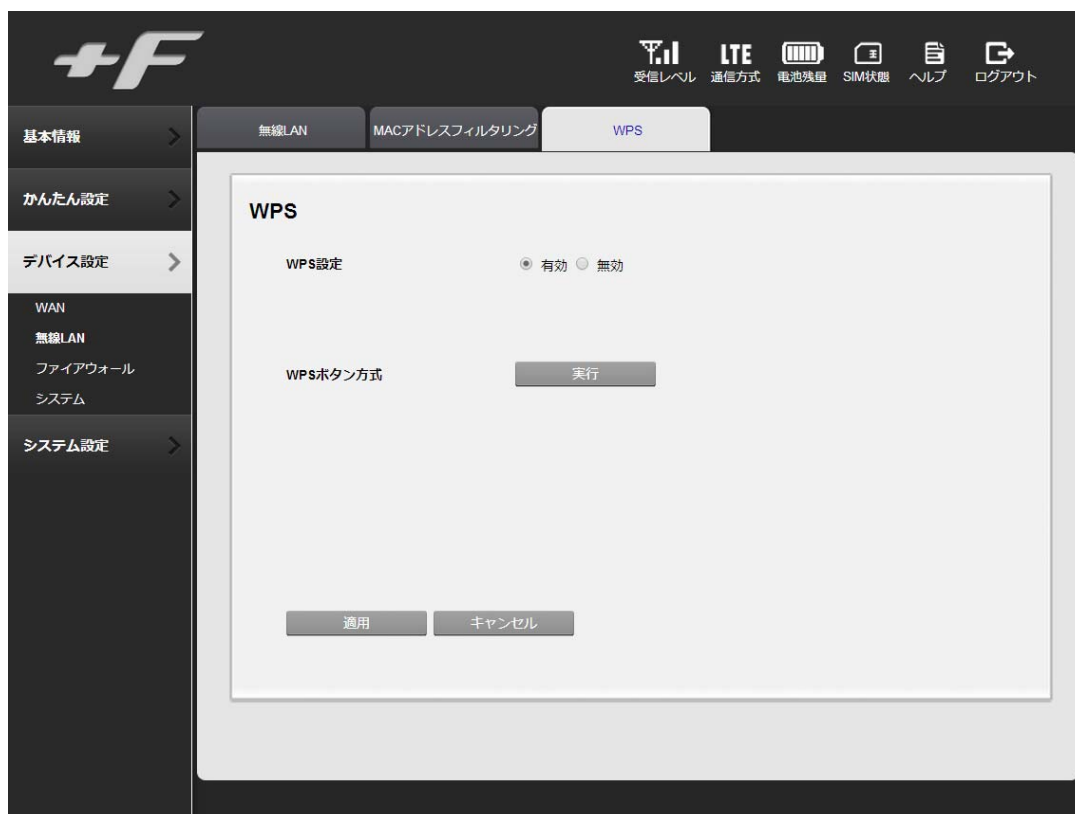 +F
LTE
受信レベル 通信方式 電池残量 SIM状態 ヘルプ ログアウト
無線LAN MACアドレスフィルタリング WPS
基本情報
かんたん設定
デバイス設定
WAN
無線LAN
ファイアウォール
システム
システム設定
WPS
WPS設定 有効 無効
WPSボタン方式 実行
適用 キャンセル